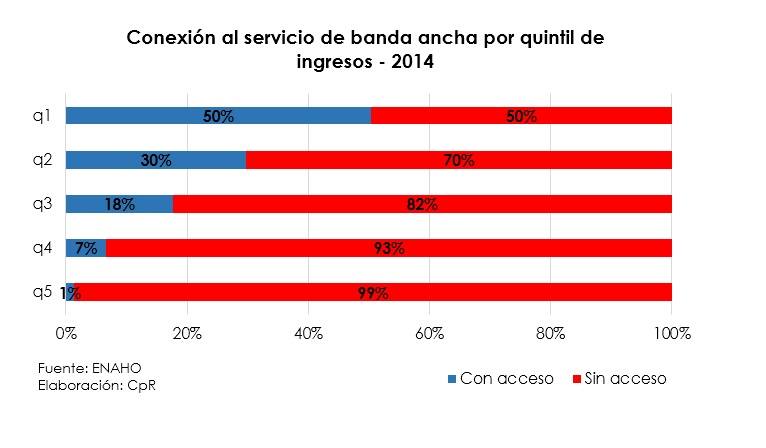 Conexión al servicio de banda ancha por quintil de
ingresos - 2014
q1 50% 50%
q2 30% 70%
q3 18% 82%
q4 7% 93%
q5 1% 99%
0% 20% 40% 60% 80% 100%
Fuente: ENAHO
Elaboración: CpR
Con acceso Sin acceso